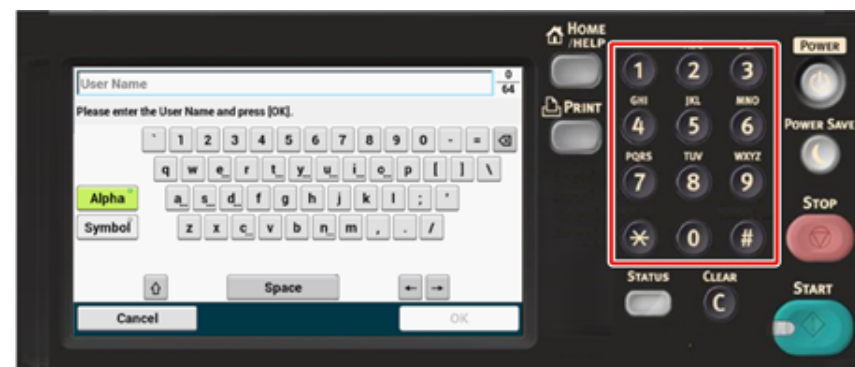 HOME
/HELP
PRINT
User Name
0
64
Please enter the User Name and press [OK].
` 1 2 3 4 5 6 7 8 9 0 - =
q w e r t y u i o p [ ] \
Alpha a s d f g h j k l ; '
Symbol z x c v b n m , . /
Space
Cancel
OK
1 2 3
GHI JKL MNO
4 5 6
PQRS TUV WXYZ
7 8 9
* 0 #
STATUS
CLEAR
C
POWER
POWER SAVE
STOP
START